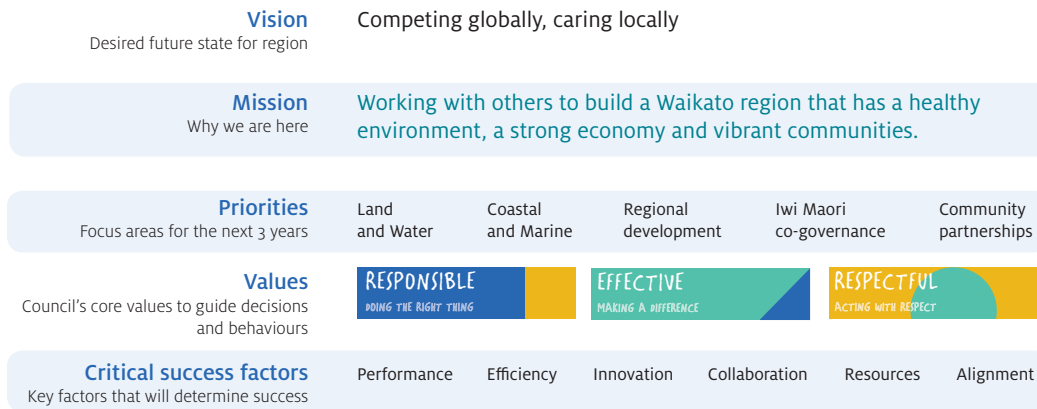 Vision
Desired future state for region
Competing globally, caring locally
Mission
Why we are here
Working with others to build a Waikato region that has a healthy
environment, a strong economy and vibrant communities.
Priorities
Focus areas for the next 3 years
Land
and Water
Coastal
and Marine
Regional
development
Iwi Maori
co-governance
Community
partnerships
Values
Council's core values to guide decisions
and behaviours
RESPONSIBLE
DOING THE RIGHT THING
EFFECTIVE
MAKING A DIFFERENCE
RESPECTFUL
ACTING WITH RESPECT
Critical success factors
Key factors that will determine success
Performance
Efficiency
Innovation
Collaboration
Resources
Alignment